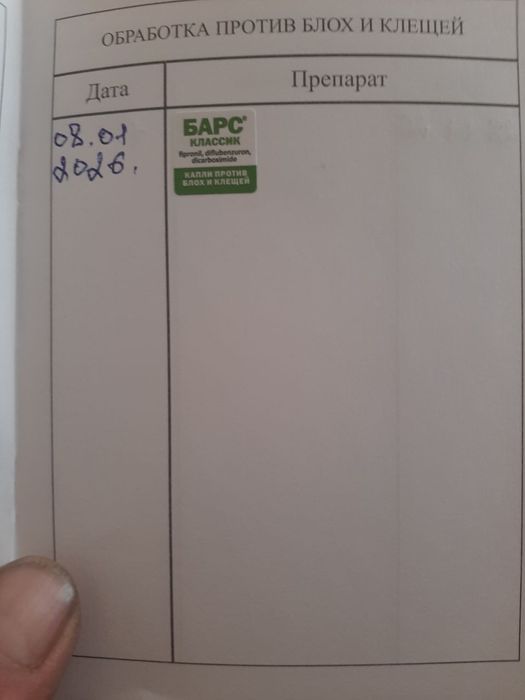 ОБРАБОТКА ПРОТИВ БЛОХ И КЛЕЩЕЙ
Дата
Препарат
08.01
2026.
БАРС®
КЛАССИК
fipronil, diflubenzuron,
dicarboximide
КАПЛИ ПРОТИВ
БЛОХ И КЛЕЩЕЙ